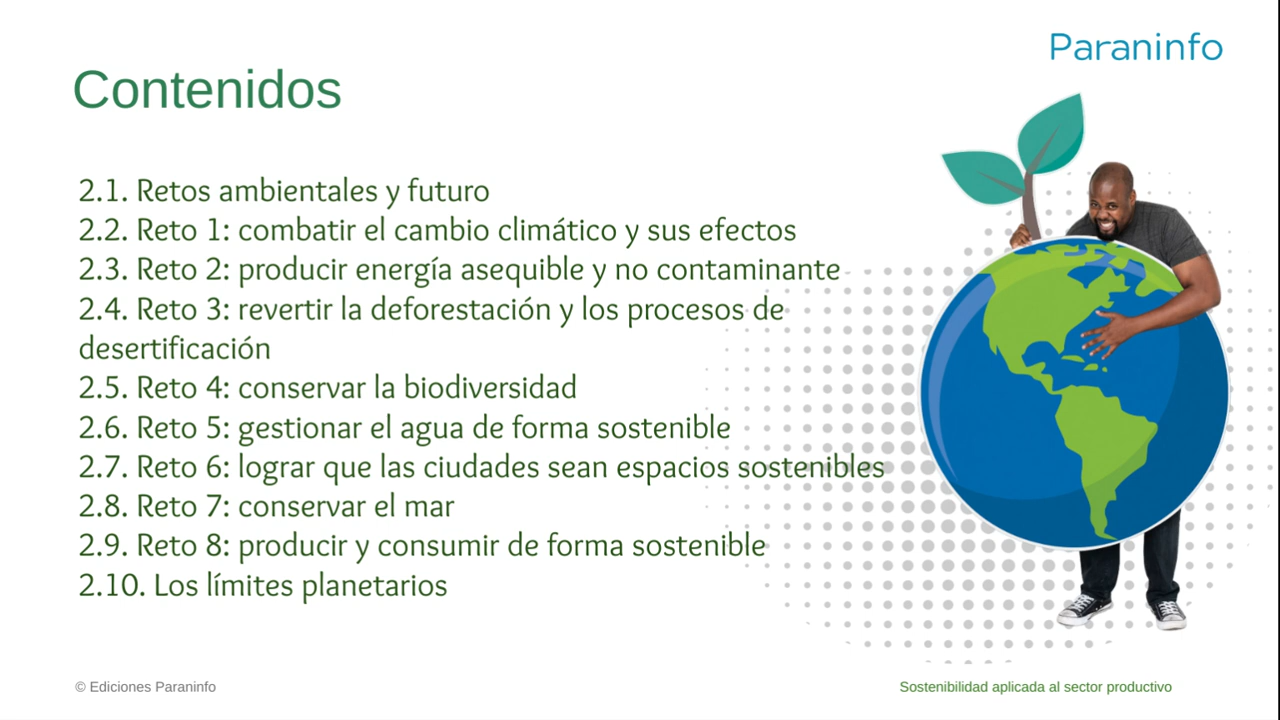 Paraninfo
Contenidos
2.1. Retos ambientales y futuro
2.2. Reto 1: combatir el cambio climático y sus efectos
2.3. Reto 2: producir energía asequible y no contaminante
2.4. Reto 3: revertir la deforestación y los procesos de
desertificación
2.5. Reto 4: conservar la biodiversidad
2.6. Reto 5: gestionar el agua de forma sostenible
2.7. Reto 6: lograr que las ciudades sean espacios sostenibles
2.8. Reto 7: conservar el mar
2.9. Reto 8: producir y consumir de forma sostenible
2.10. Los límites planetarios
© Ediciones Paraninfo
Sostenibilidad aplicada al sector productivo